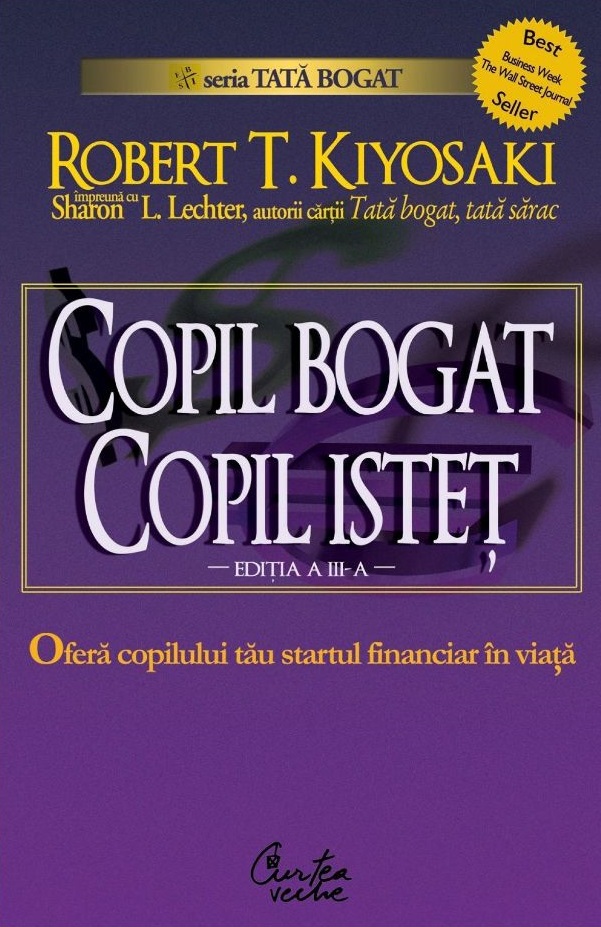 seria TATĂ BOGAT
Best
Business Week
The Wall Street Journal
Seller
ROBERT T. KIYOSAKI
împreună cu
Sharon L. Lechter, autorii cărții Tată bogat, tată sărac
COPIL BOGAT
COPIL ISTEȚ
— EDIȚIA A III-A —
Oferă copilului tău startul financiar în viață
Curtea
veche